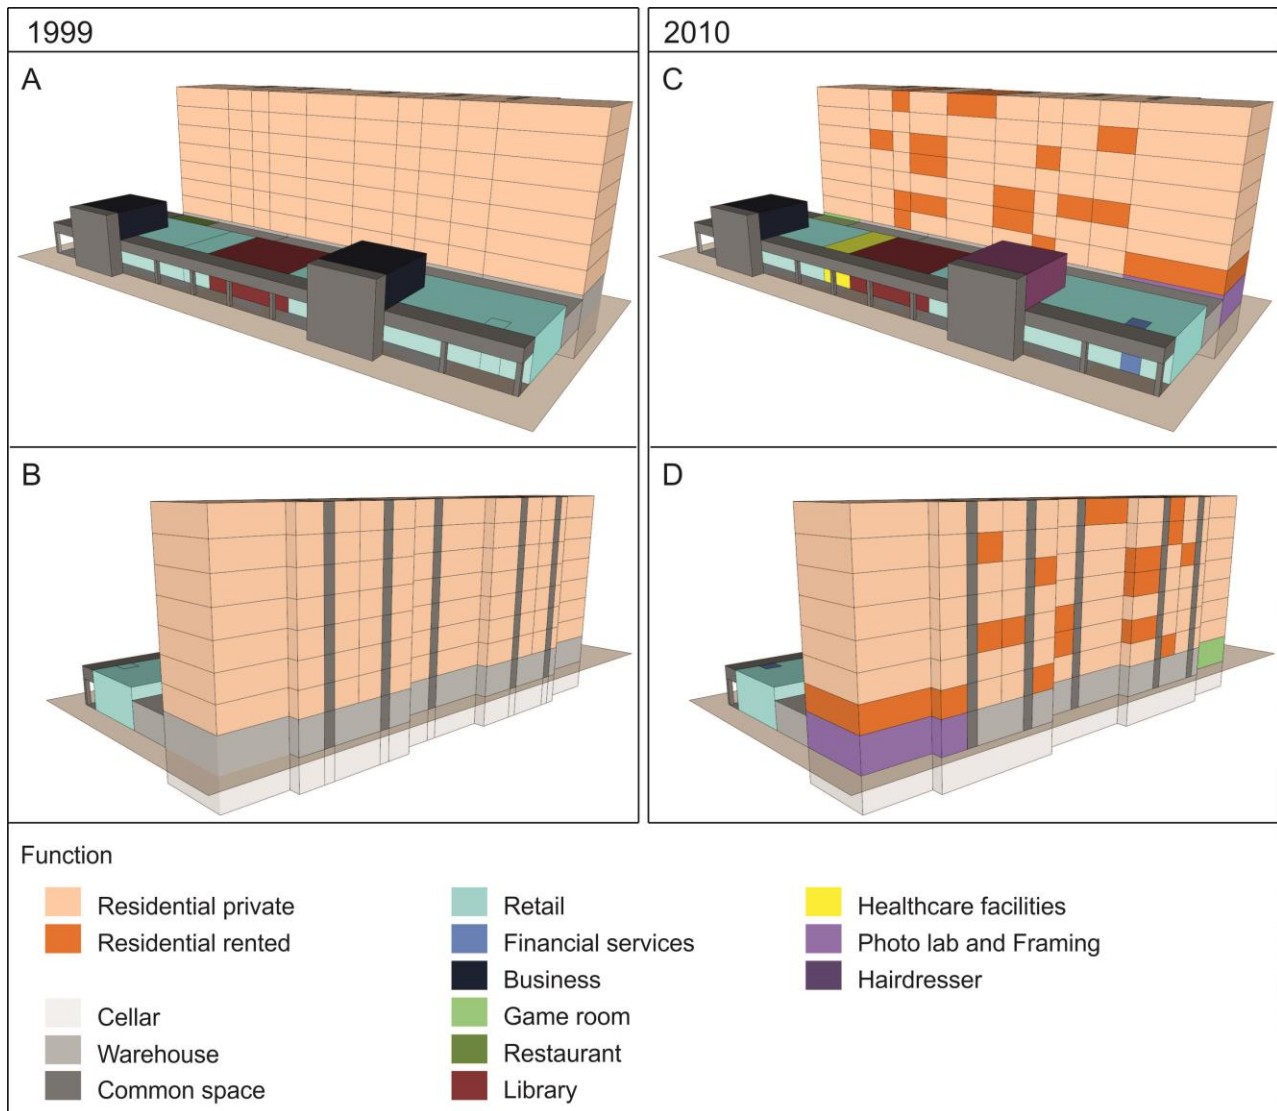 1999
2010
A
C
B
D
Function
Residential private
Residential rented
Cellar
Warehouse
Common space
Retail
Financial services
Business
Game room
Restaurant
Library
Healthcare facilities
Photo lab and Framing
Hairdresser